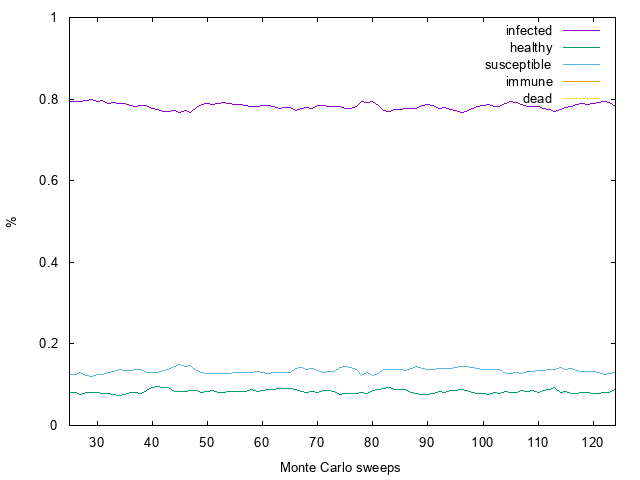 1
0.8
0.6
0.4
0.2
0
%
infected
healthy
susceptible
immune
dead
30 40 50 60 70 80 90 100 110 120
Monte Carlo sweeps